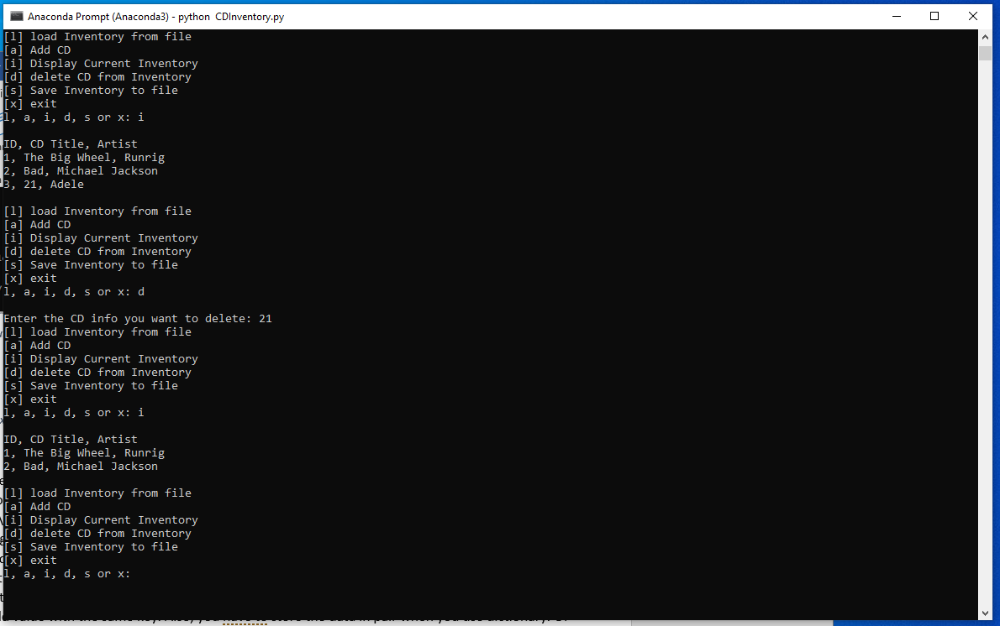 Anaconda Prompt (Anaconda3) - python  CDInventory.py
[l] load Inventory from file
[a] Add CD
[i] Display Current Inventory
[d] delete CD from Inventory
[s] Save Inventory to file
[x] exit
l, a, i, d, s or x: i
ID, CD Title, Artist
1, The Big Wheel, Runrig
2, Bad, Michael Jackson
3, 21, Adele
[l] load Inventory from file
[a] Add CD
[i] Display Current Inventory
[d] delete CD from Inventory
[s] Save Inventory to file
[x] exit
l, a, i, d, s or x: d
Enter the CD info you want to delete: 21
[l] load Inventory from file
[a] Add CD
[i] Display Current Inventory
[d] delete CD from Inventory
[s] Save Inventory to file
[x] exit
l, a, i, d, s or x: i
ID, CD Title, Artist
1, The Big Wheel, Runrig
2, Bad, Michael Jackson
[l] load Inventory from file
[a] Add CD
[i] Display Current Inventory
[d] delete CD from Inventory
[s] Save Inventory to file
[x] exit
l, a, i, d, s or x: